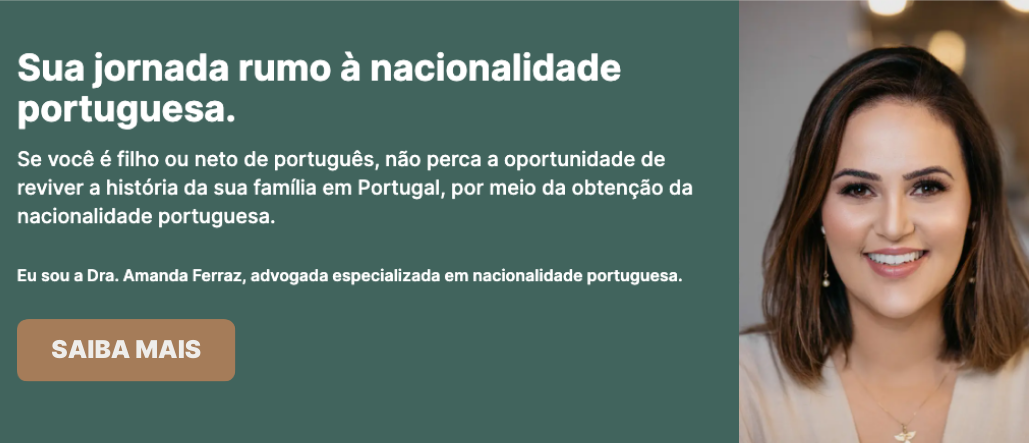 Sua jornada rumo à nacionalidade
portuguesa.
Se você é filho ou neto de português, não perca a oportunidade de
reviver a história da sua família em Portugal, por meio da obtenção da
nacionalidade portuguesa.
Eu sou a Dra. Amanda Ferraz, advogada especializada em nacionalidade portuguesa.
SAIBA MAIS